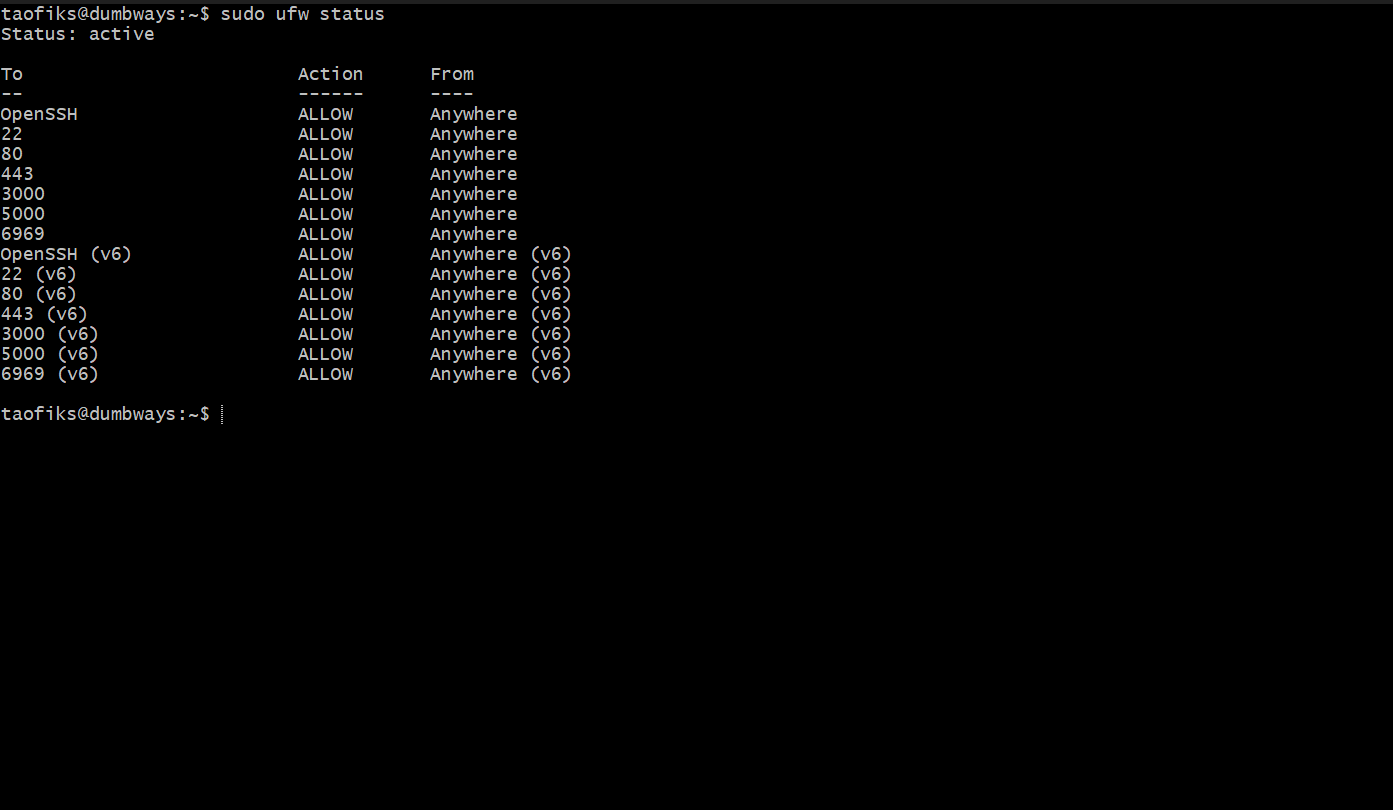 taofiks@dumbways:~$ sudo ufw status
Status: active

To                         Action      From
--                         ------      ----
OpenSSH                    ALLOW       Anywhere
22                         ALLOW       Anywhere
80                         ALLOW       Anywhere
443                        ALLOW       Anywhere
3000                       ALLOW       Anywhere
5000                       ALLOW       Anywhere
6969                       ALLOW       Anywhere
OpenSSH (v6)               ALLOW       Anywhere (v6)
22 (v6)                    ALLOW       Anywhere (v6)
80 (v6)                    ALLOW       Anywhere (v6)
443 (v6)                   ALLOW       Anywhere (v6)
3000 (v6)                  ALLOW       Anywhere (v6)
5000 (v6)                  ALLOW       Anywhere (v6)
6969 (v6)                  ALLOW       Anywhere (v6)

taofiks@dumbways:~$